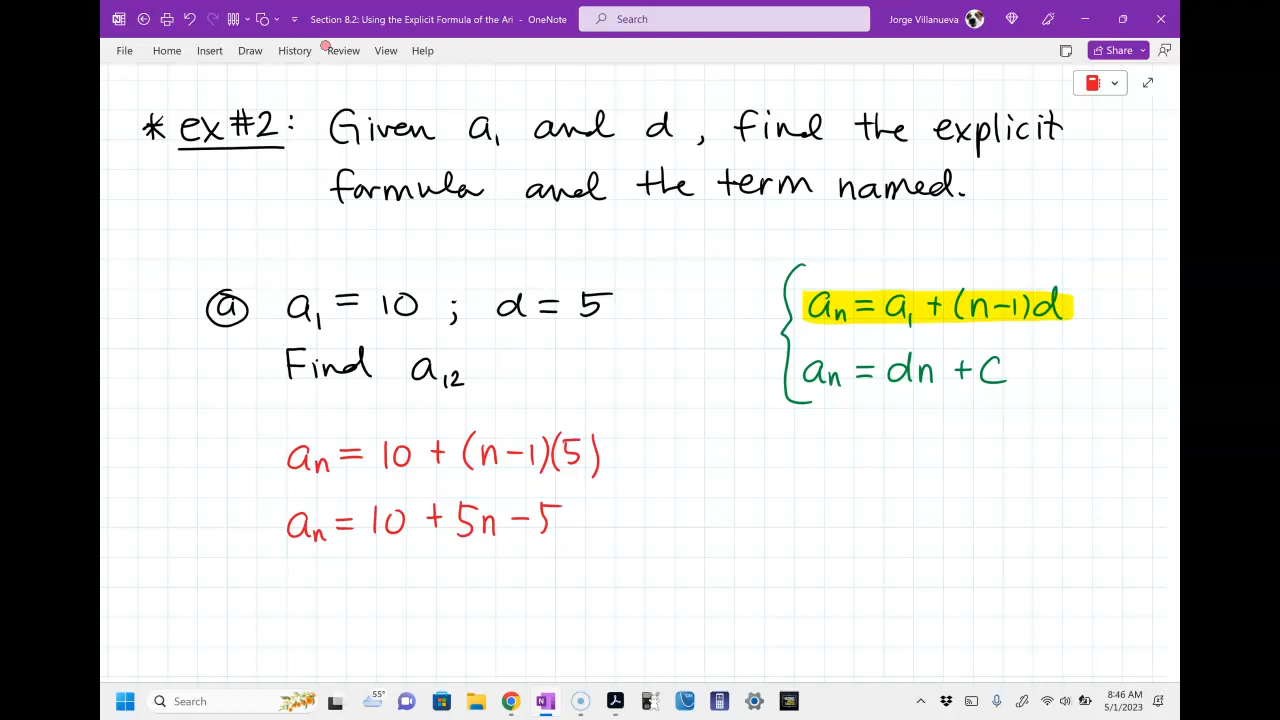 Section 8.2: Using the Explicit Formula of the Ari - OneNote
Search
Jorge Villanueva
File Home Insert Draw History Review View Help
Share
* ex#2: Given a₁ and d, find the explicit
formula and the term named.
ⓐ a₁ = 10 ; d = 5
Find a₁₂
aₙ = a₁ + (n-1)d
aₙ = dn + C
aₙ = 10 + (n-1)(5)
aₙ = 10 + 5n - 5
Search
55°
8:46 AM
5/1/2023